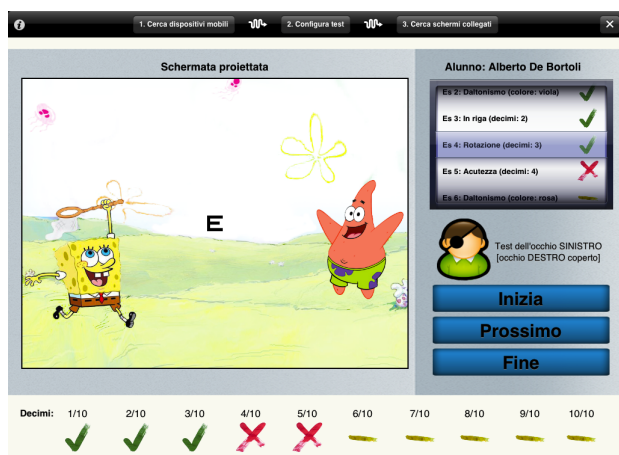 1. Cerca dispositivi mobili
2. Configura test
3. Cerca schermi collegati
Schermata proiettata
E
Alunno: Alberto De Bortoli
Es 2: Daltonismo (colore: viola)
Es 3: In riga (decimi: 2)
Es 4: Rotazione (decimi: 3)
Es 5: Acutezza (decimi: 4)
Es 6: Daltonismo (colore: rosa)
Test dell'occhio SINISTRO
[occhio DESTRO coperto]
Inizia
Prossimo
Fine
Decimi: 1/10 2/10 3/10 4/10 5/10 6/10 7/10 8/10 9/10 10/10